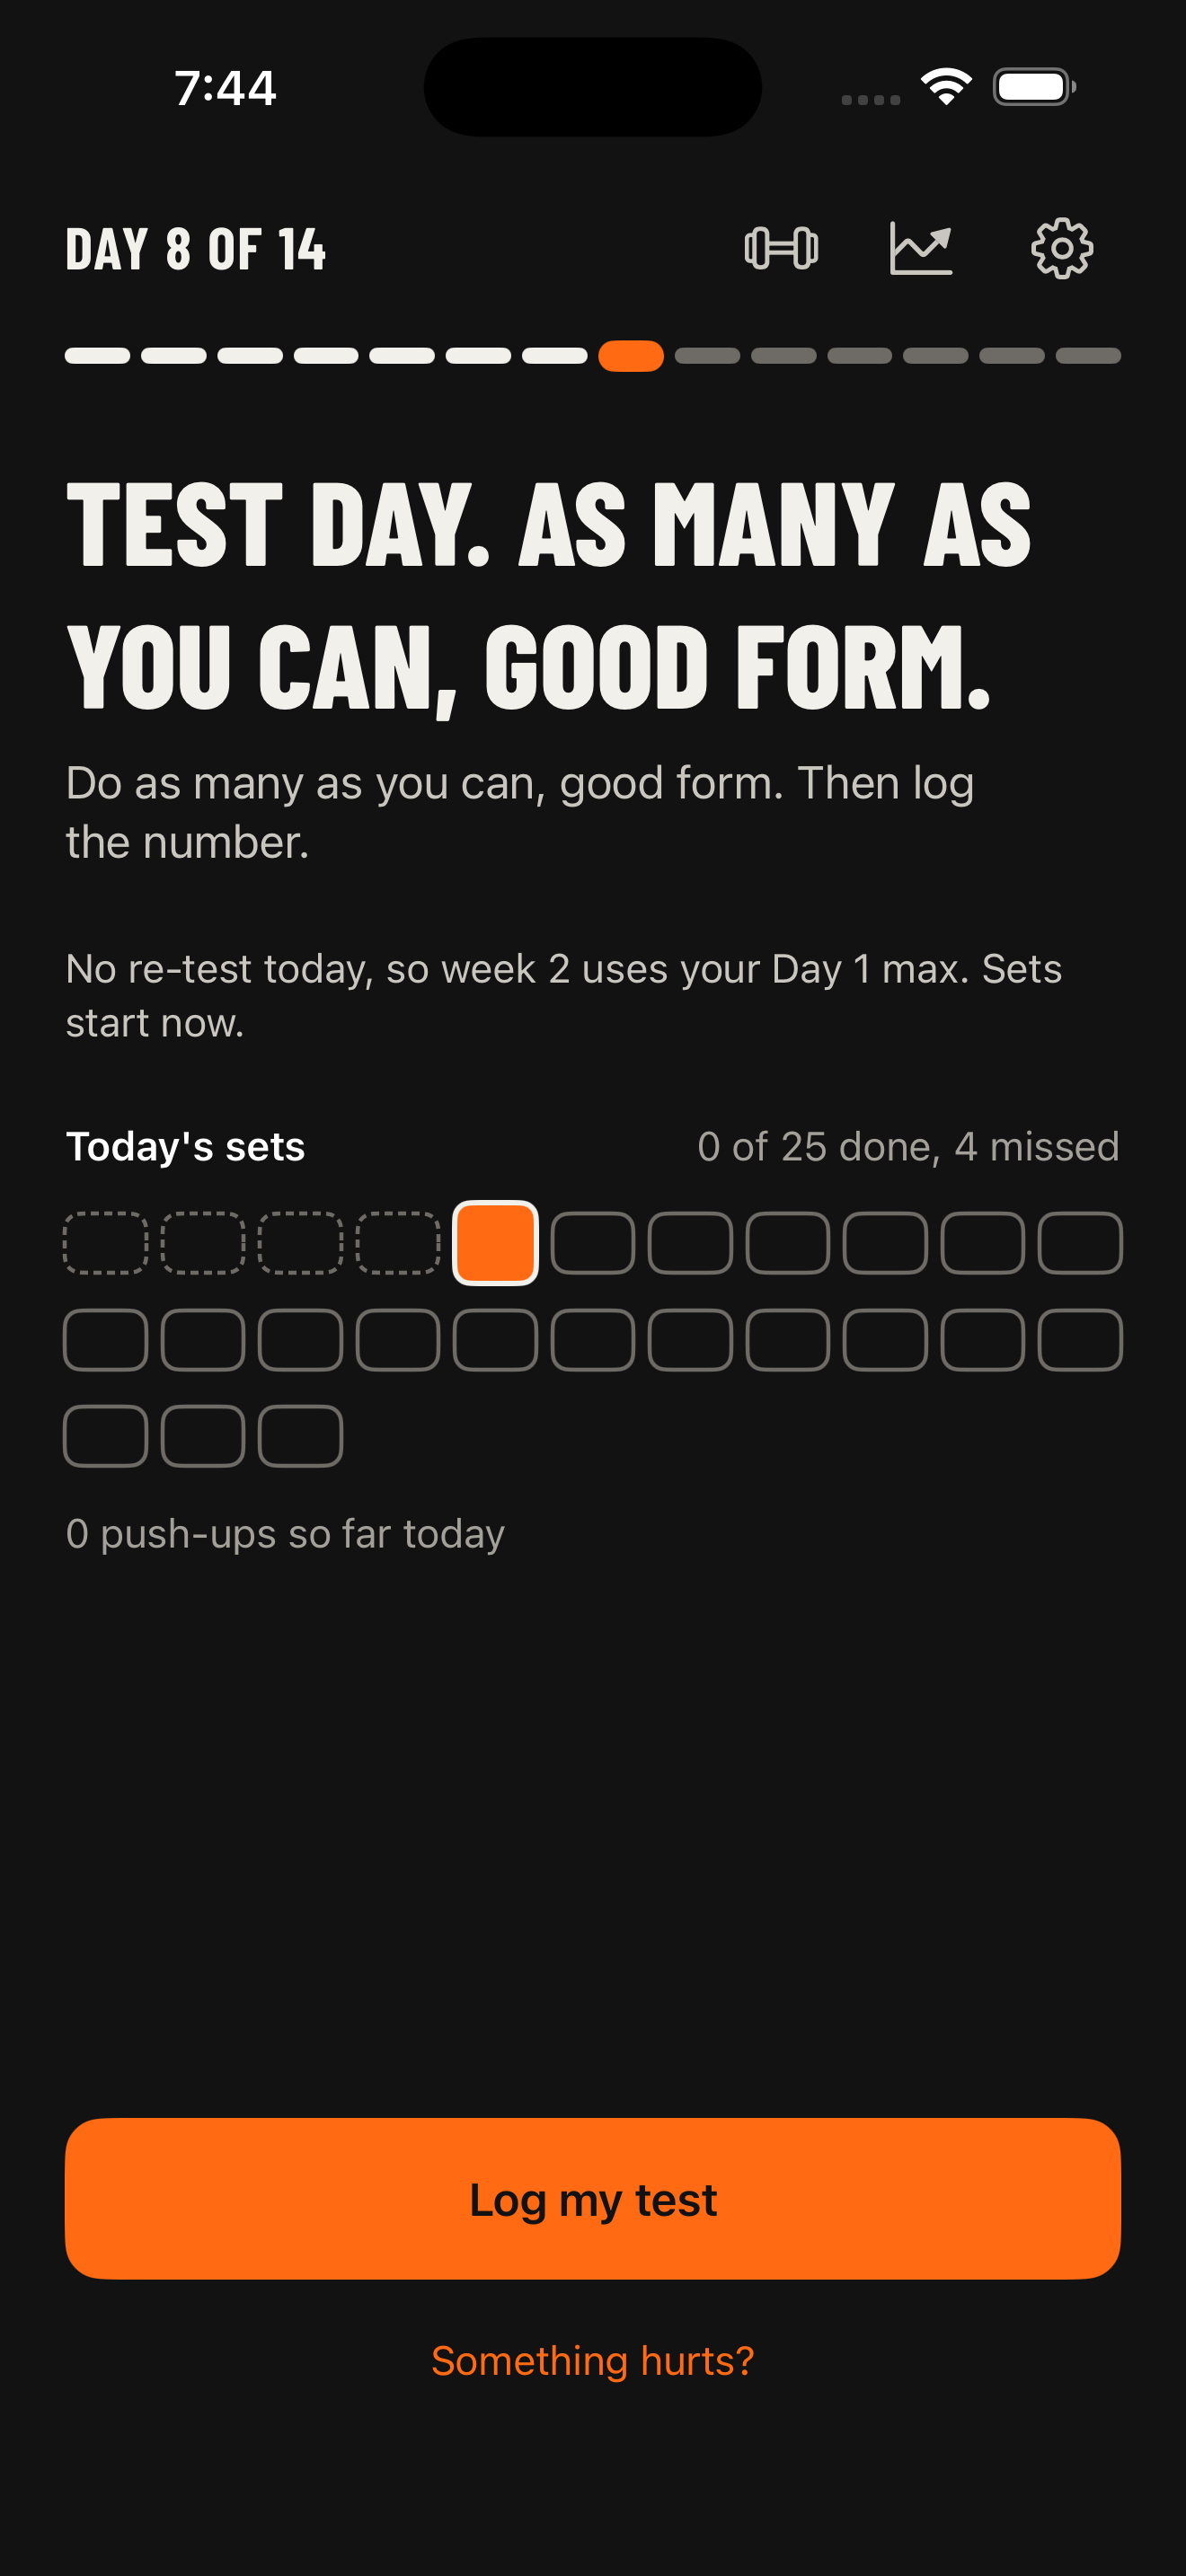 7:44
DAY 8 OF 14
TEST DAY. AS MANY AS
YOU CAN, GOOD FORM.
Do as many as you can, good form. Then log
the number.
No re-test today, so week 2 uses your Day 1 max. Sets
start now.
Today's sets
0 of 25 done, 4 missed
0 push-ups so far today
Log my test
Something hurts?